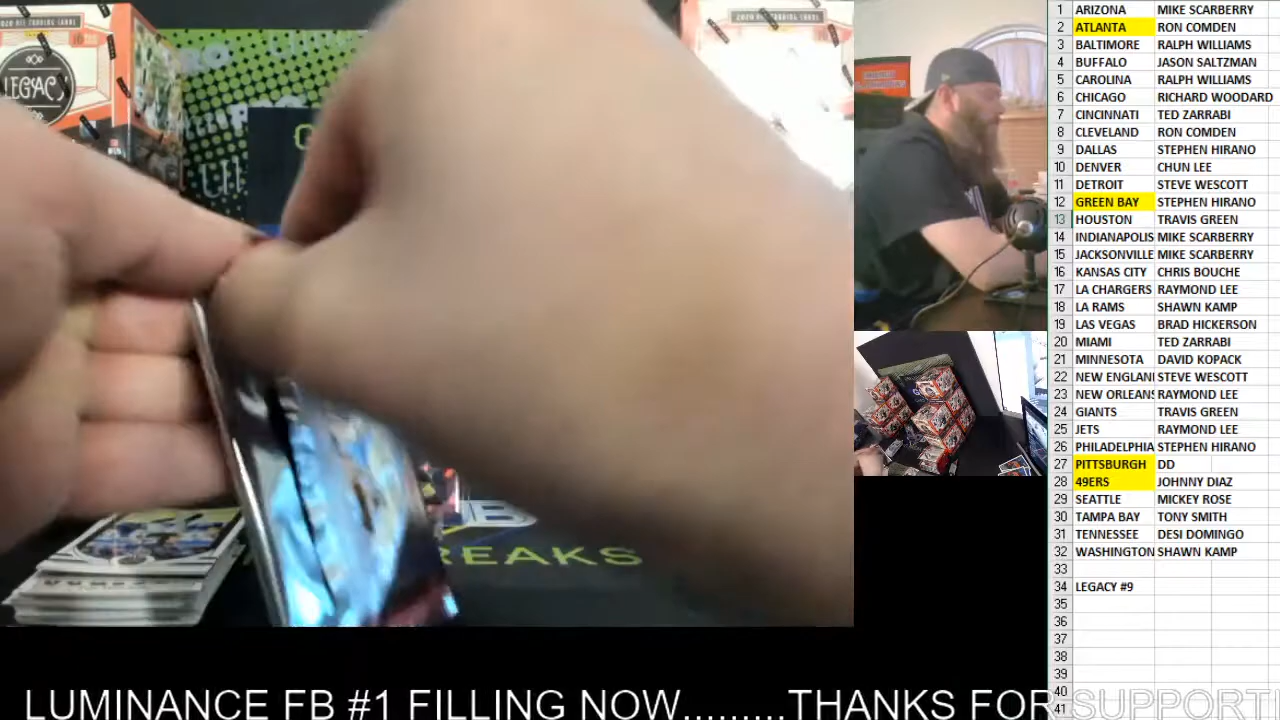 2020 NFL TRADING CARDS
LEGACY
REAKS
1 ARIZONA MIKE SCARBERRY
2 ATLANTA RON COMDEN
3 BALTIMORE RALPH WILLIAMS
4 BUFFALO JASON SALTZMAN
5 CAROLINA RALPH WILLIAMS
6 CHICAGO RICHARD WOODARD
7 CINCINNATI TED ZARRABI
8 CLEVELAND RON COMDEN
9 DALLAS STEPHEN HIRANO
10 DENVER CHUN LEE
11 DETROIT STEVE WESCOTT
12 GREEN BAY STEPHEN HIRANO
13 HOUSTON TRAVIS GREEN
14 INDIANAPOLIS MIKE SCARBERRY
15 JACKSONVILLE MIKE SCARBERRY
16 KANSAS CITY CHRIS BOUCHE
17 LA CHARGERS RAYMOND LEE
18 LA RAMS SHAWN KAMP
19 LAS VEGAS BRAD HICKERSON
20 MIAMI TED ZARRABI
21 MINNESOTA DAVID KOPACK
22 NEW ENGLAN STEVE WESCOTT
23 NEW ORLEANS RAYMOND LEE
24 GIANTS TRAVIS GREEN
25 JETS RAYMOND LEE
26 PHILADELPHIA STEPHEN HIRANO
27 PITTSBURGH DD
28 49ERS JOHNNY DIAZ
29 SEATTLE MICKEY ROSE
30 TAMPA BAY TONY SMITH
31 TENNESSEE DESI DOMINGO
32 WASHINGTON SHAWN KAMP
33
34 LEGACY #9
35
36
37
38
39
40
41
LUMINANCE FB #1 FILLING NOW.........THANKS FOR SUPPORT